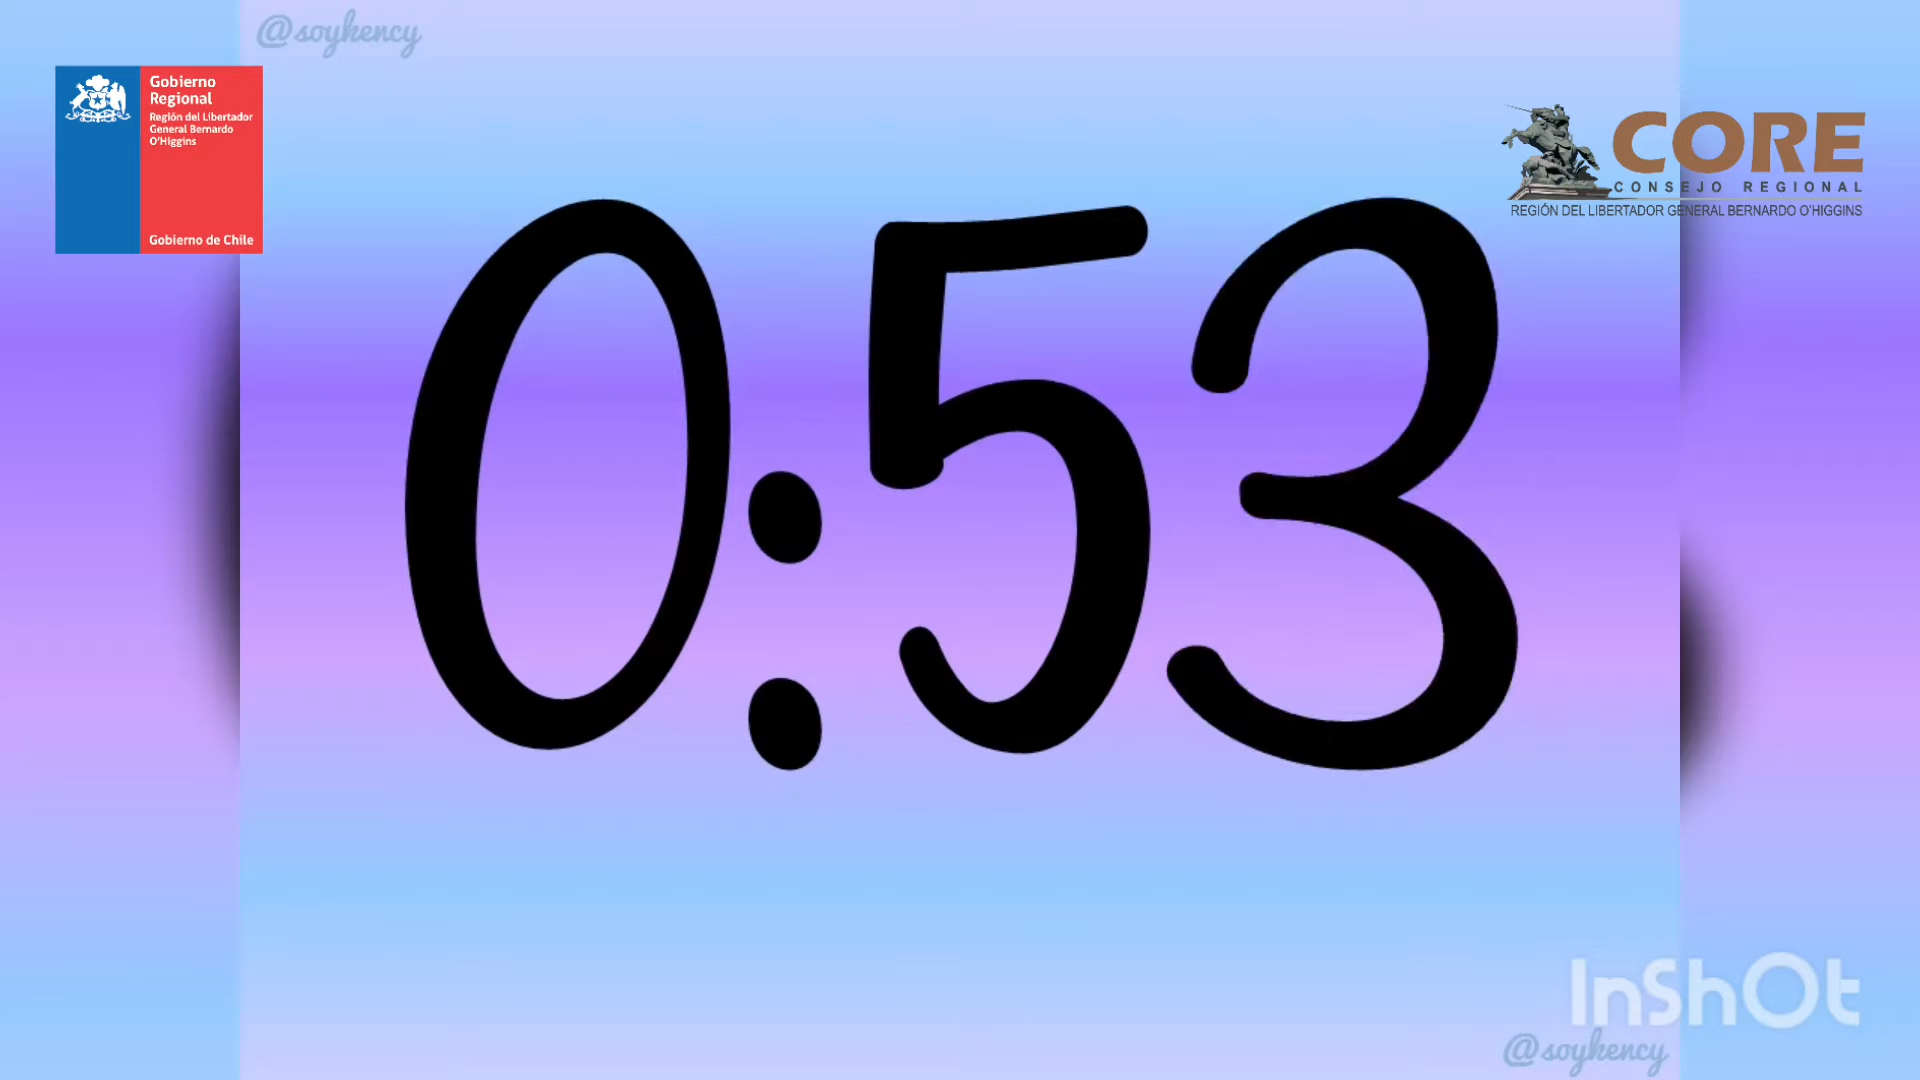 @soykency
Gobierno
Regional
Región del Libertador
General Bernardo
O'Higgins
Gobierno de Chile
CORE
CONSEJO REGIONAL
REGIÓN DEL LIBERTADOR GENERAL BERNARDO O'HIGGINS
0:53
InShOt
@soykency